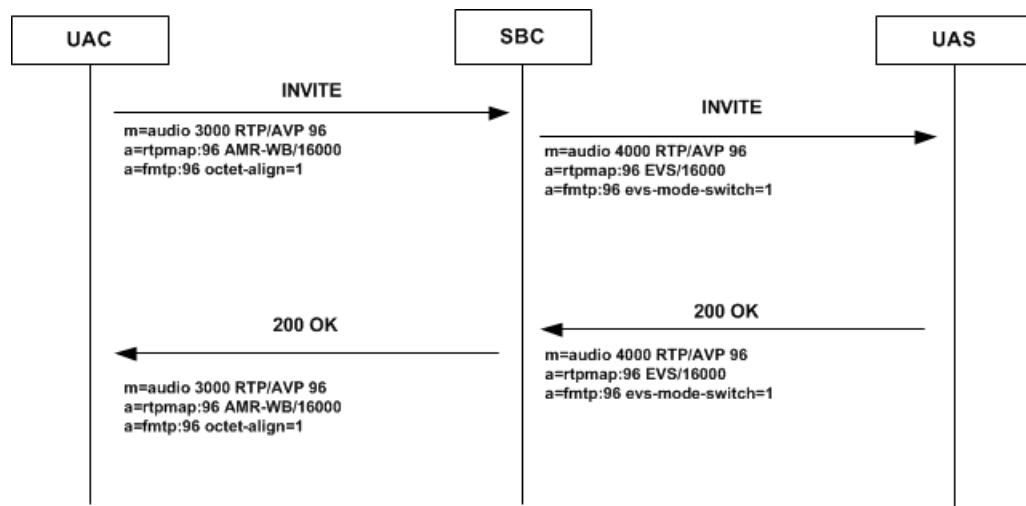 UAC
SBC
UAS
INVITE
m=audio 3000 RTP/AVP 96
a=rtpmap:96 AMR-WB/16000
a=fmtp:96 octet-align=1
INVITE
m=audio 4000 RTP/AVP 96
a=rtpmap:96 EVS/16000
a=fmtp:96 evs-mode-switch=1
200 OK
m=audio 4000 RTP/AVP 96
a=rtpmap:96 EVS/16000
a=fmtp:96 evs-mode-switch=1
200 OK
m=audio 3000 RTP/AVP 96
a=rtpmap:96 AMR-WB/16000
a=fmtp:96 octet-align=1